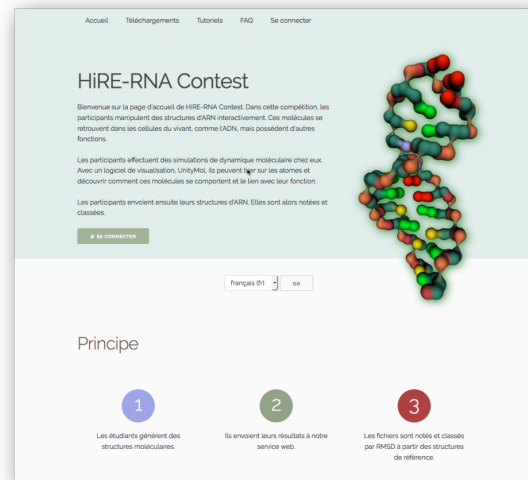 Accueil Téléchargements Tutoriels FAQ Se connecter
HiRE-RNA Contest
Bienvenue sur la page d'accueil de HiRE-RNA Contest. Dans cette compétition, les
participants manipulent des structures d'ARN interactivement. Ces molécules se
retrouvent dans les cellules du vivant, comme l'ADN, mais possèdent d'autres
fonctions.
Les participants effectuent des simulations de dynamique moléculaire chez eux.
Avec un logiciel de visualisation, UnityMol, ils peuvent tirer sur les atomes et
découvrir comment ces molécules se comportent et le lien avec leur fonction.
Les participants envoient ensuite leurs structures d'ARN. Elles sont alors notées et
classées.
SE CONNECTER
français (fr) GO
Principe
1 2 3
Les étudiants génèrent des
structures moléculaires.
Ils envoient leurs résultats à notre
service web.
Les fichiers sont notés et classés
par RMSD à partir des structures
de référence.